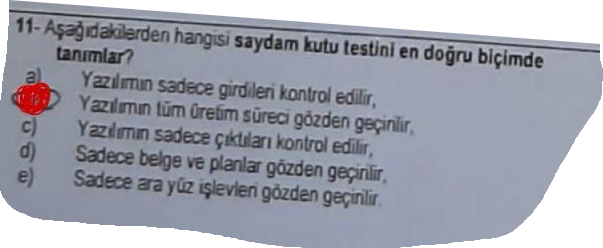 11- Aşağıdakilerden hangisi saydam kutu testini en doğru biçimde
tanımlar?
a) Yazılımın sadece girdileri kontrol edilir,
Yazılımın tüm üretim süreci gözden geçirilir,
c) Yazılımın sadece çıktıları kontrol edilir,
d) Sadece belge ve planlar gözden geçirilir,
e) Sadece ara yüz işlevleri gözden geçirilir.